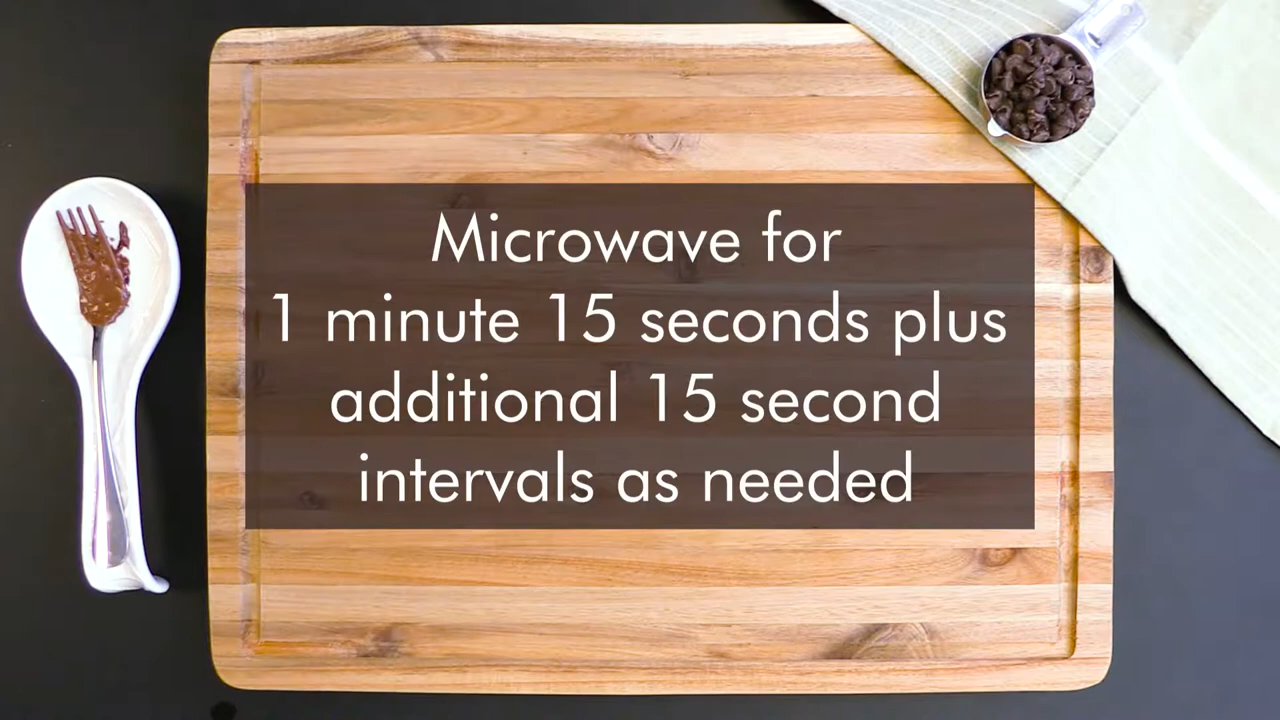 Microwave for
1 minute 15 seconds plus
additional 15 second
intervals as needed